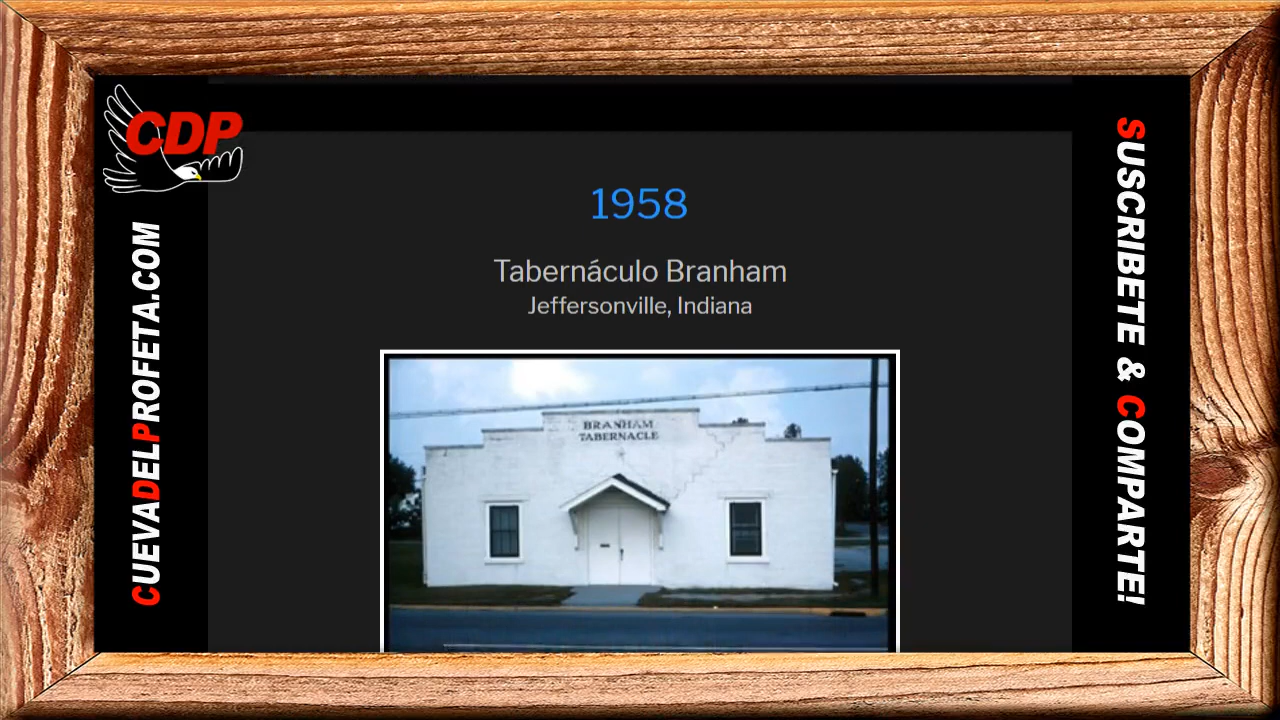 CDP
CUEVADELPROFETA.COM
1958
Tabernáculo Branham
Jeffersonville, Indiana
BRANHAM
TABERNACLE
SUSCRIBETE & COMPARTE!